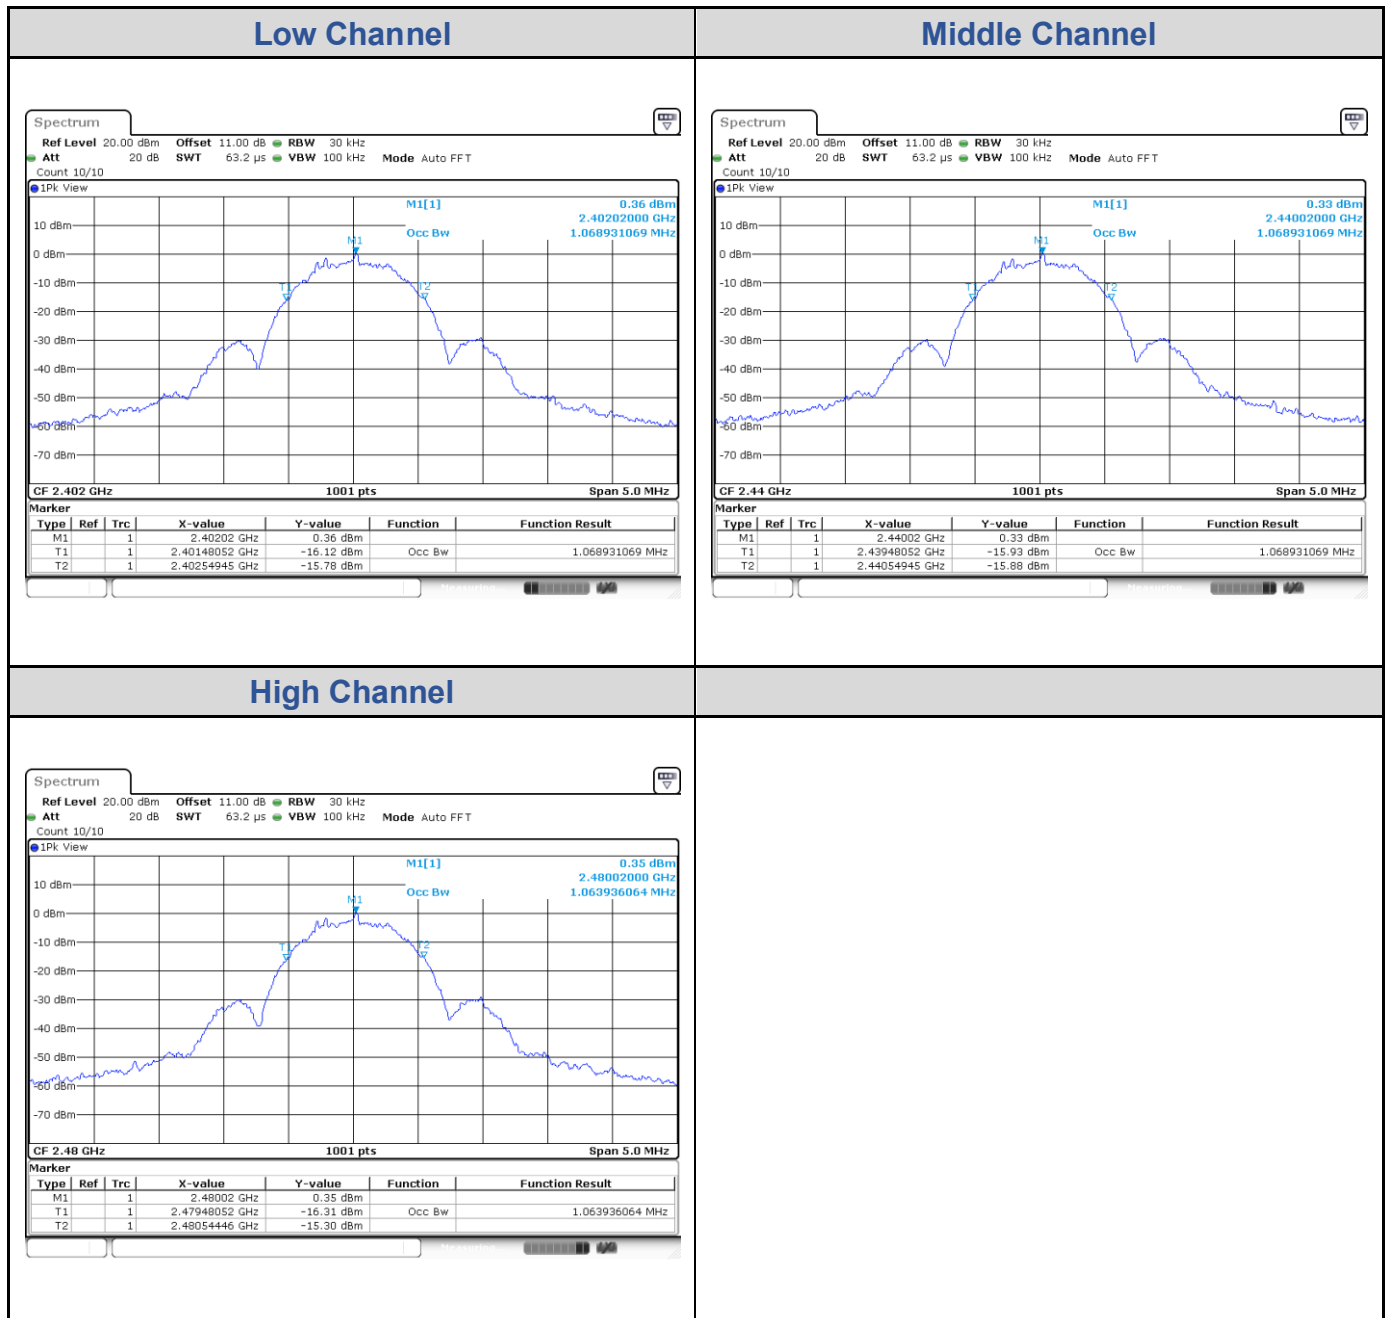 Low Channel
Middle Channel
Spectrum
Ref Level 20.00 dBm Offset 11.00 dB RBW 30 kHz
Att 20 dB SWT 63.2 µs VBW 100 kHz Mode Auto FFT
Count 10/10
1Pk View
M1[1] 0.36 dBm
2.40202000 GHz
Occ Bw 1.068931069 MHz
M1
T1
T2
10 dBm
0 dBm
-10 dBm
-20 dBm
-30 dBm
-40 dBm
-50 dBm
-60 dBm
-70 dBm
CF 2.402 GHz 1001 pts Span 5.0 MHz
Marker
Type Ref Trc X-value Y-value Function Function Result
M1 1 2.40202 GHz 0.36 dBm
T1 1 2.40148052 GHz -16.12 dBm Occ Bw 1.068931069 MHz
T2 1 2.40254945 GHz -15.78 dBm
Spectrum
Ref Level 20.00 dBm Offset 11.00 dB RBW 30 kHz
Att 20 dB SWT 63.2 µs VBW 100 kHz Mode Auto FFT
Count 10/10
1Pk View
M1[1] 0.33 dBm
2.44002000 GHz
Occ Bw 1.068931069 MHz
M1
T1
T2
10 dBm
0 dBm
-10 dBm
-20 dBm
-30 dBm
-40 dBm
-50 dBm
-60 dBm
-70 dBm
CF 2.44 GHz 1001 pts Span 5.0 MHz
Marker
Type Ref Trc X-value Y-value Function Function Result
M1 1 2.44002 GHz 0.33 dBm
T1 1 2.43948052 GHz -15.93 dBm Occ Bw 1.068931069 MHz
T2 1 2.44054945 GHz -15.88 dBm
Measuring...
High Channel
Spectrum
Ref Level 20.00 dBm Offset 11.00 dB RBW 30 kHz
Att 20 dB SWT 63.2 µs VBW 100 kHz Mode Auto FFT
Count 10/10
1Pk View
M1[1] 0.35 dBm
2.48002000 GHz
Occ Bw 1.063936064 MHz
M1
T1
T2
10 dBm
0 dBm
-10 dBm
-20 dBm
-30 dBm
-40 dBm
-50 dBm
-60 dBm
-70 dBm
CF 2.48 GHz 1001 pts Span 5.0 MHz
Marker
Type Ref Trc X-value Y-value Function Function Result
M1 1 2.48002 GHz 0.35 dBm
T1 1 2.47948052 GHz -16.31 dBm Occ Bw 1.063936064 MHz
T2 1 2.48054446 GHz -15.30 dBm
Measuring...